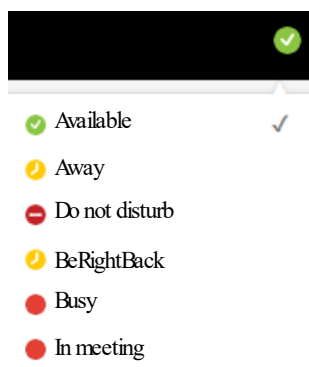 Available
Away
Do not disturb
BeRightBack
Busy
In meeting